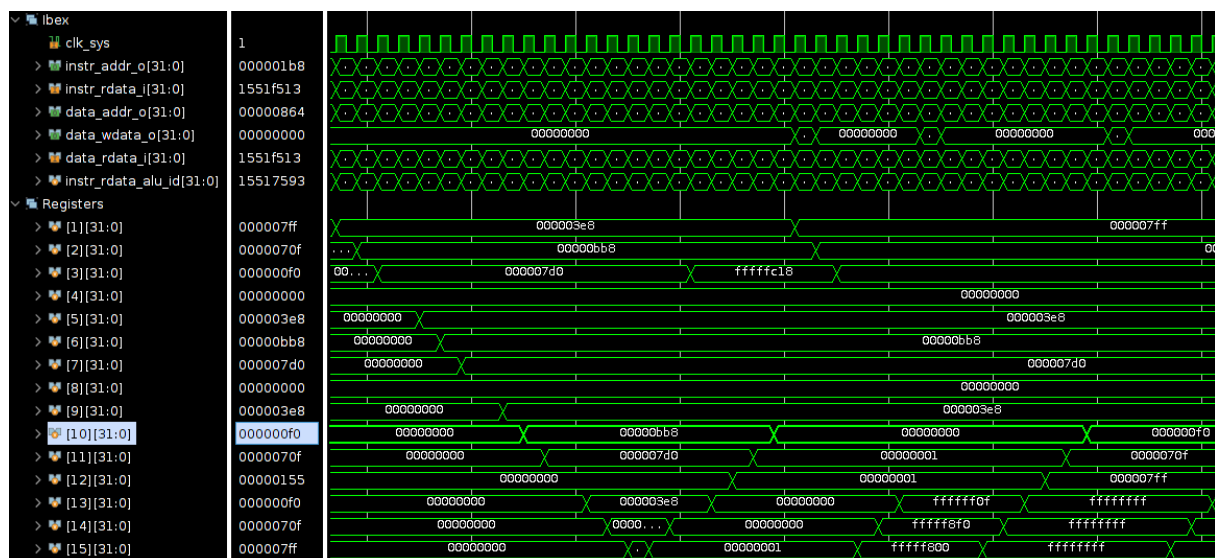 Ibex
clk_sys 1
instr_addr_o[31:0] 000001b8
instr_rdata_i[31:0] 1551f513
data_addr_o[31:0] 00000864
data_wdata_o[31:0] 00000000 00000000 00000000 00000000 000
data_rdata_i[31:0] 1551f513
instr_rdata_alu_id[31:0] 15517593
Registers
[1][31:0] 000007ff 000003e8 000007ff
[2][31:0] 0000070f ... 00000bb8 00
[3][31:0] 000000f0 00... 000007d0 fffffc18
[4][31:0] 00000000 00000000
[5][31:0] 000003e8 00000000 000003e8
[6][31:0] 00000bb8 00000000 00000bb8
[7][31:0] 000007d0 00000000 000007d0
[8][31:0] 00000000 00000000
[9][31:0] 000003e8 00000000 000003e8
[10][31:0] 000000f0 00000000 00000bb8 00000000 000000f0
[11][31:0] 0000070f 00000000 000007d0 00000001 0000070f
[12][31:0] 00000155 00000000 00000001 000007ff
[13][31:0] 000000f0 00000000 000003e8 00000000 ffffff0f ffffffff
[14][31:0] 0000070f 00000000 0000... 00000000 fffff8f0 ffffffff
[15][31:0] 000007ff 00000000 00000001 fffff800 ffffffff